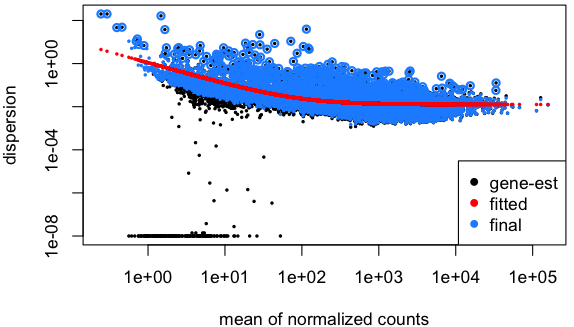 dispersion
1e+00
1e-04
1e-08
gene-est
fitted
final
1e+00 1e+01 1e+02 1e+03 1e+04 1e+05
mean of normalized counts